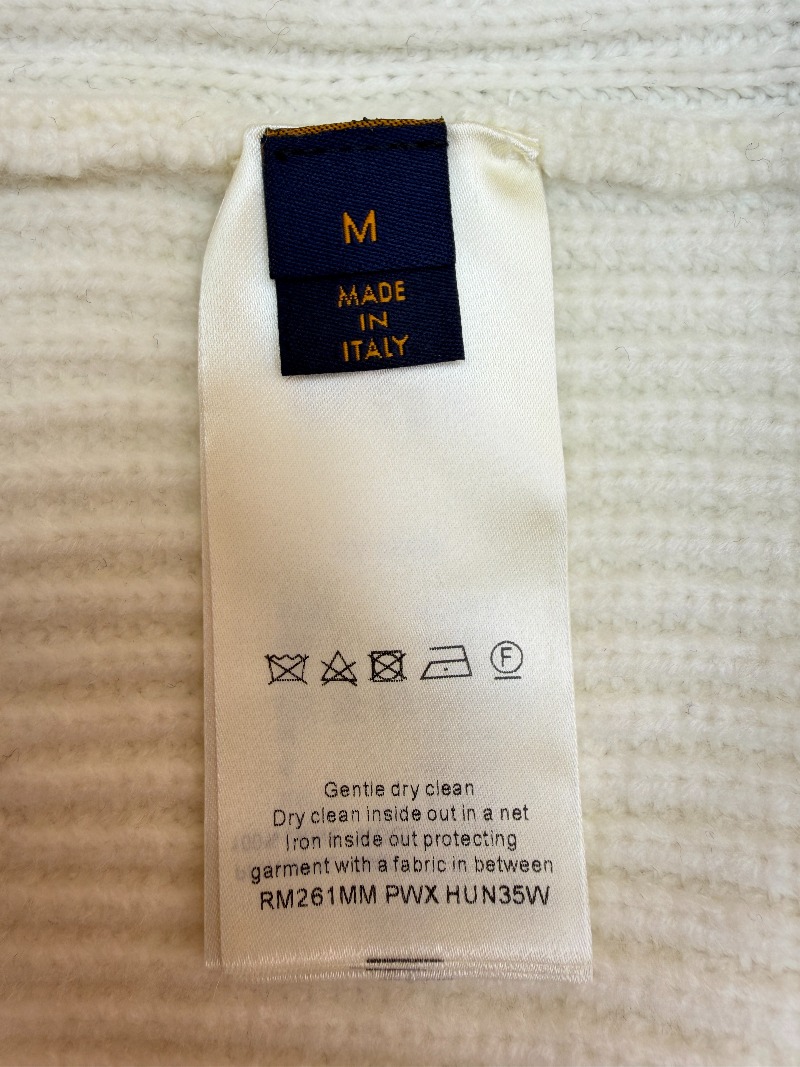 M
MADE
IN
ITALY
F
Gentle dry clean
Dry clean inside out in a net
Iron inside out protecting
garment with a fabric in between
RM261MM PWX HUN35W